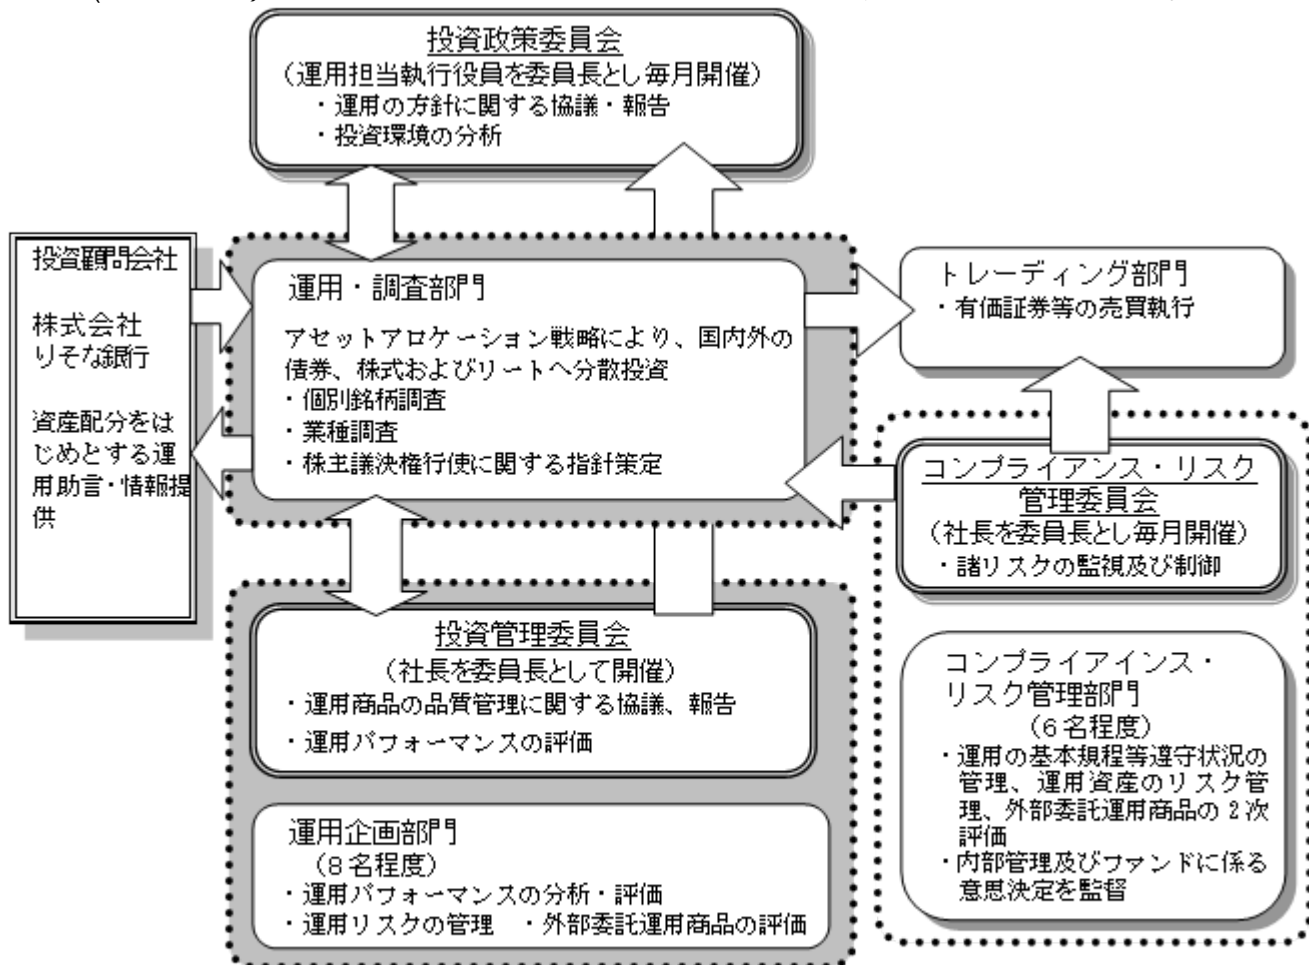 投資政策委員会
（運用担当執行役員を委員長とし毎月開催）
・運用の方針に関する協議・報告
・投資環境の分析
投資顧問会社
株式会社
りそな銀行
資産配分をは
じめとする運
用助言・情報提
供
運用・調査部門
アセットアロケーション戦略により、国内外の
債券、株式およびリートへ分散投資
・個別銘柄調査
・業種調査
・株主議決権行使に関する指針策定
トレーディング部門
・有価証券等の売買執行
コンプライアンス・リスク
管理委員会
（社長を委員長とし毎月開催）
・諸リスクの監視及び制御
投資管理委員会
（社長を委員長として開催）
・運用商品の品質管理に関する協議、報告
・運用パフォーマンスの評価
運用企画部門
（8名程度）
・運用パフォーマンスの分析・評価
・運用リスクの管理　・外部委託運用商品の評価
コンプライアインス・
リスク管理部門
（6名程度）
・運用の基本規程等遵守状況の
管理、運用資産のリスク管
理、外部委託運用商品の2次
評価
・内部管理及びファンドに係る
意思決定を監督